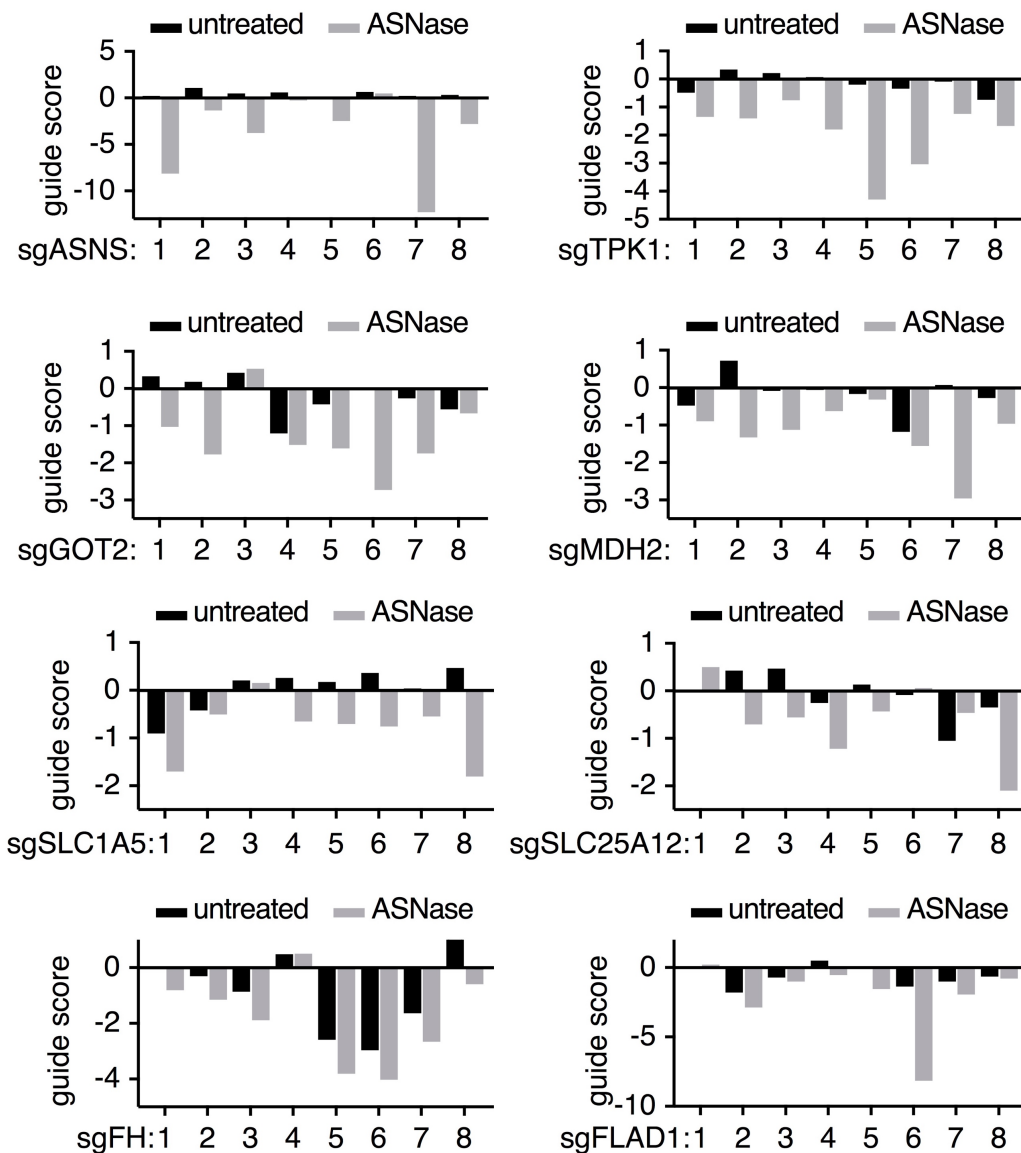 untreated ASNase
guide score
5
0
-5
-10
sgASNS: 1 2 3 4 5 6 7 8
untreated ASNase
guide score
1
0
-1
-2
-3
-4
-5
sgTPK1: 1 2 3 4 5 6 7 8
untreated ASNase
guide score
1
0
-1
-2
-3
sgGOT2: 1 2 3 4 5 6 7 8
untreated ASNase
guide score
1
0
-1
-2
-3
sgMDH2: 1 2 3 4 5 6 7 8
untreated ASNase
guide score
1
0
-1
-2
sgSLC1A5:1 2 3 4 5 6 7 8
untreated ASNase
guide score
1
0
-1
-2
sgSLC25A12:1 2 3 4 5 6 7 8
untreated ASNase
guide score
0
-2
-4
sgFH:1 2 3 4 5 6 7 8
untreated ASNase
guide score
0
-5
-10
sgFLAD1:1 2 3 4 5 6 7 8